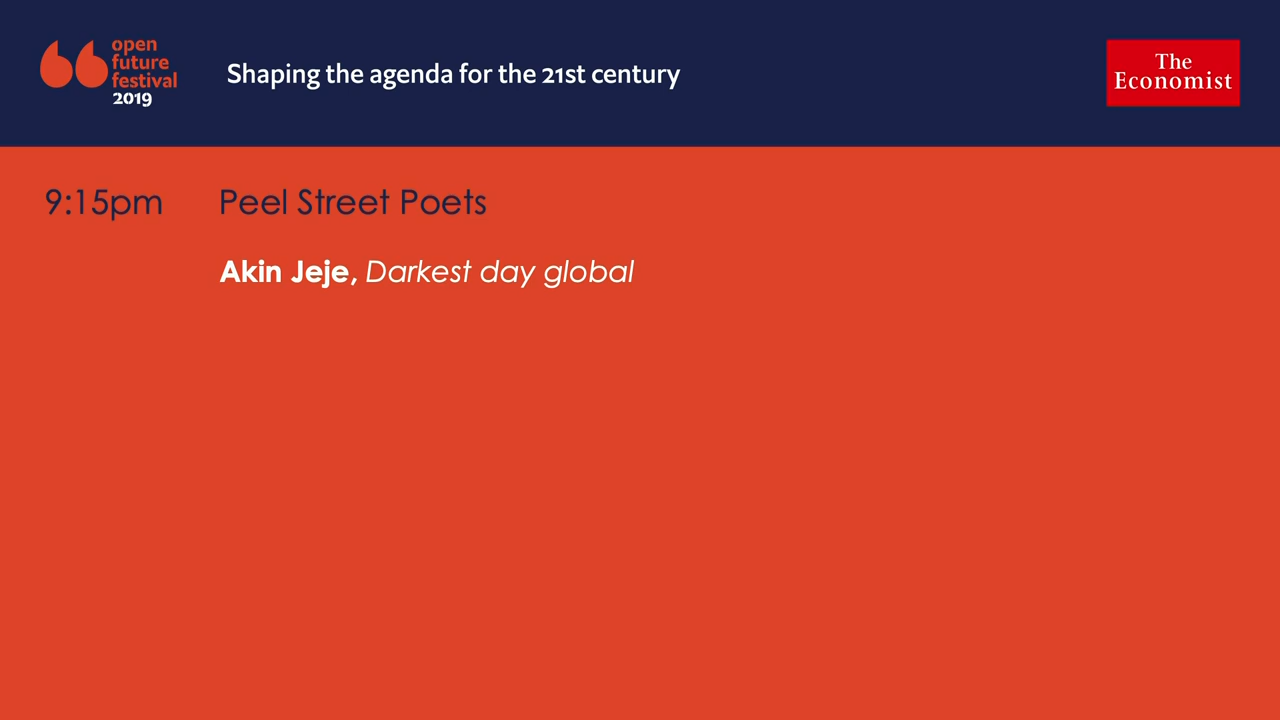 open
future
festival
2019
Shaping the agenda for the 21st century
The
Economist
9:15pm Peel Street Poets
Akin Jeje, Darkest day global